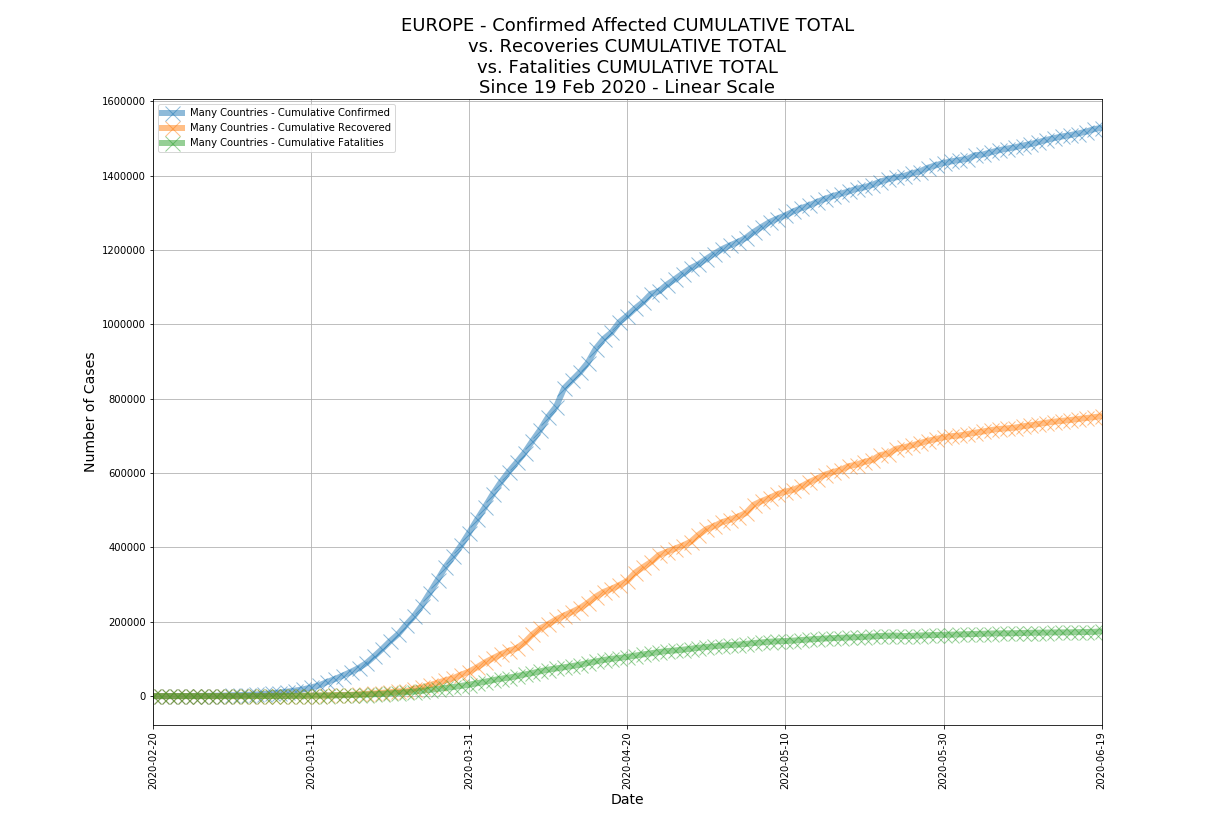 EUROPE - Confirmed Affected CUMULATIVE TOTAL
vs. Recoveries CUMULATIVE TOTAL
vs. Fatalities CUMULATIVE TOTAL
Since 19 Feb 2020 - Linear Scale
Many Countries - Cumulative Confirmed
Many Countries - Cumulative Recovered
Many Countries - Cumulative Fatalities
Number of Cases
1600000
1400000
1200000
1000000
800000
600000
400000
200000
0
2020-02-20
2020-03-11
2020-03-31
2020-04-20
2020-05-10
2020-05-30
2020-06-19
Date